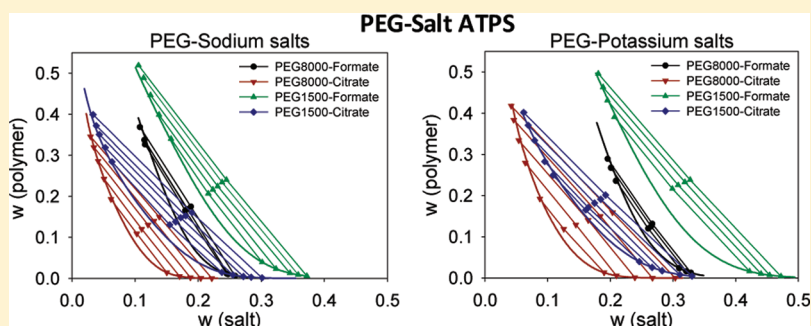 PEG-Salt ATPS
PEG-Sodium salts
PEG8000-Formate
PEG8000-Citrate
PEG1500-Formate
PEG1500-Citrate
0.5
0.4
0.3
0.2
0.1
0.0
w (polymer)
0.0 0.1 0.2 0.3 0.4 0.5
w (salt)
PEG-Potassium salts
PEG8000-Formate
PEG8000-Citrate
PEG1500-Formate
PEG1500-Citrate
0.5
0.4
0.3
0.2
0.1
0.0
w (polymer)
0.0 0.1 0.2 0.3 0.4 0.5
w (salt)